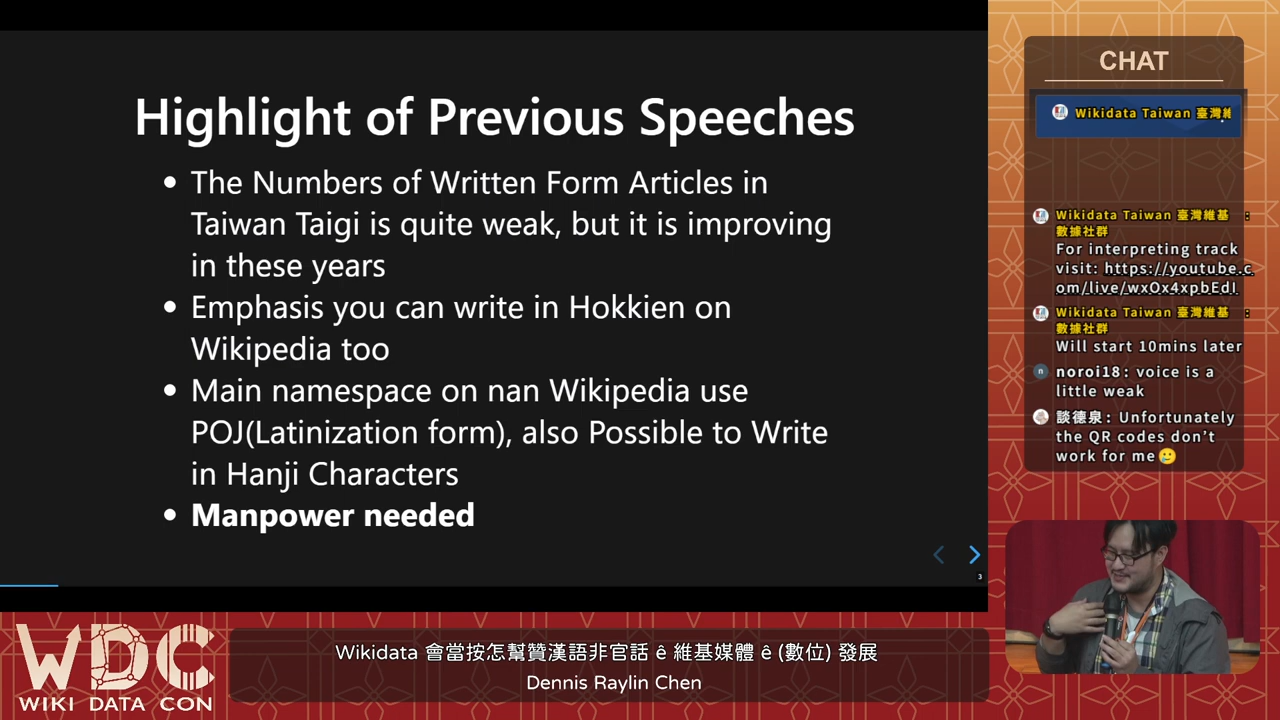 Highlight of Previous Speeches
• The Numbers of Written Form Articles in
Taiwan Taigi is quite weak, but it is improving
in these years
• Emphasis you can write in Hokkien on
Wikipedia too
• Main namespace on nan Wikipedia use
POJ(Latinization form), also Possible to Write
in Hanji Characters
• Manpower needed
3
CHAT
Wikidata Taiwan 臺灣維
Wikidata Taiwan 臺灣維基 :
數據社群
For interpreting track
visit: https://youtube.c
om/live/wxOx4xpbEdI
Wikidata Taiwan 臺灣維基 :
數據社群
Will start 10mins later
n noroi18: voice is a
little weak
談德泉: Unfortunately
the QR codes don't
work for me🥲
WDC
WIKI DATA CON
Wikidata 會當按怎幫贊漢語非官話 ê 維基媒體 ê (數位) 發展
Dennis Raylin Chen